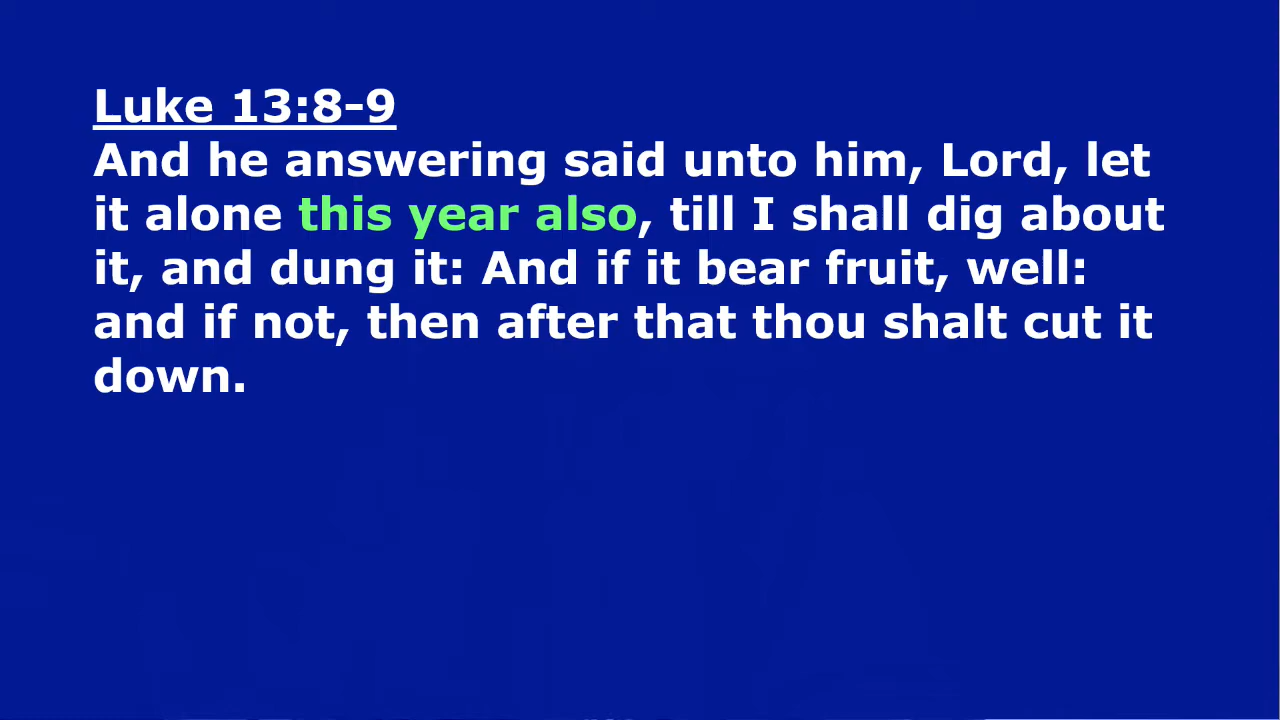 Luke 13:8-9
And he answering said unto him, Lord, let
it alone this year also, till I shall dig about
it, and dung it: And if it bear fruit, well:
and if not, then after that thou shalt cut it
down.